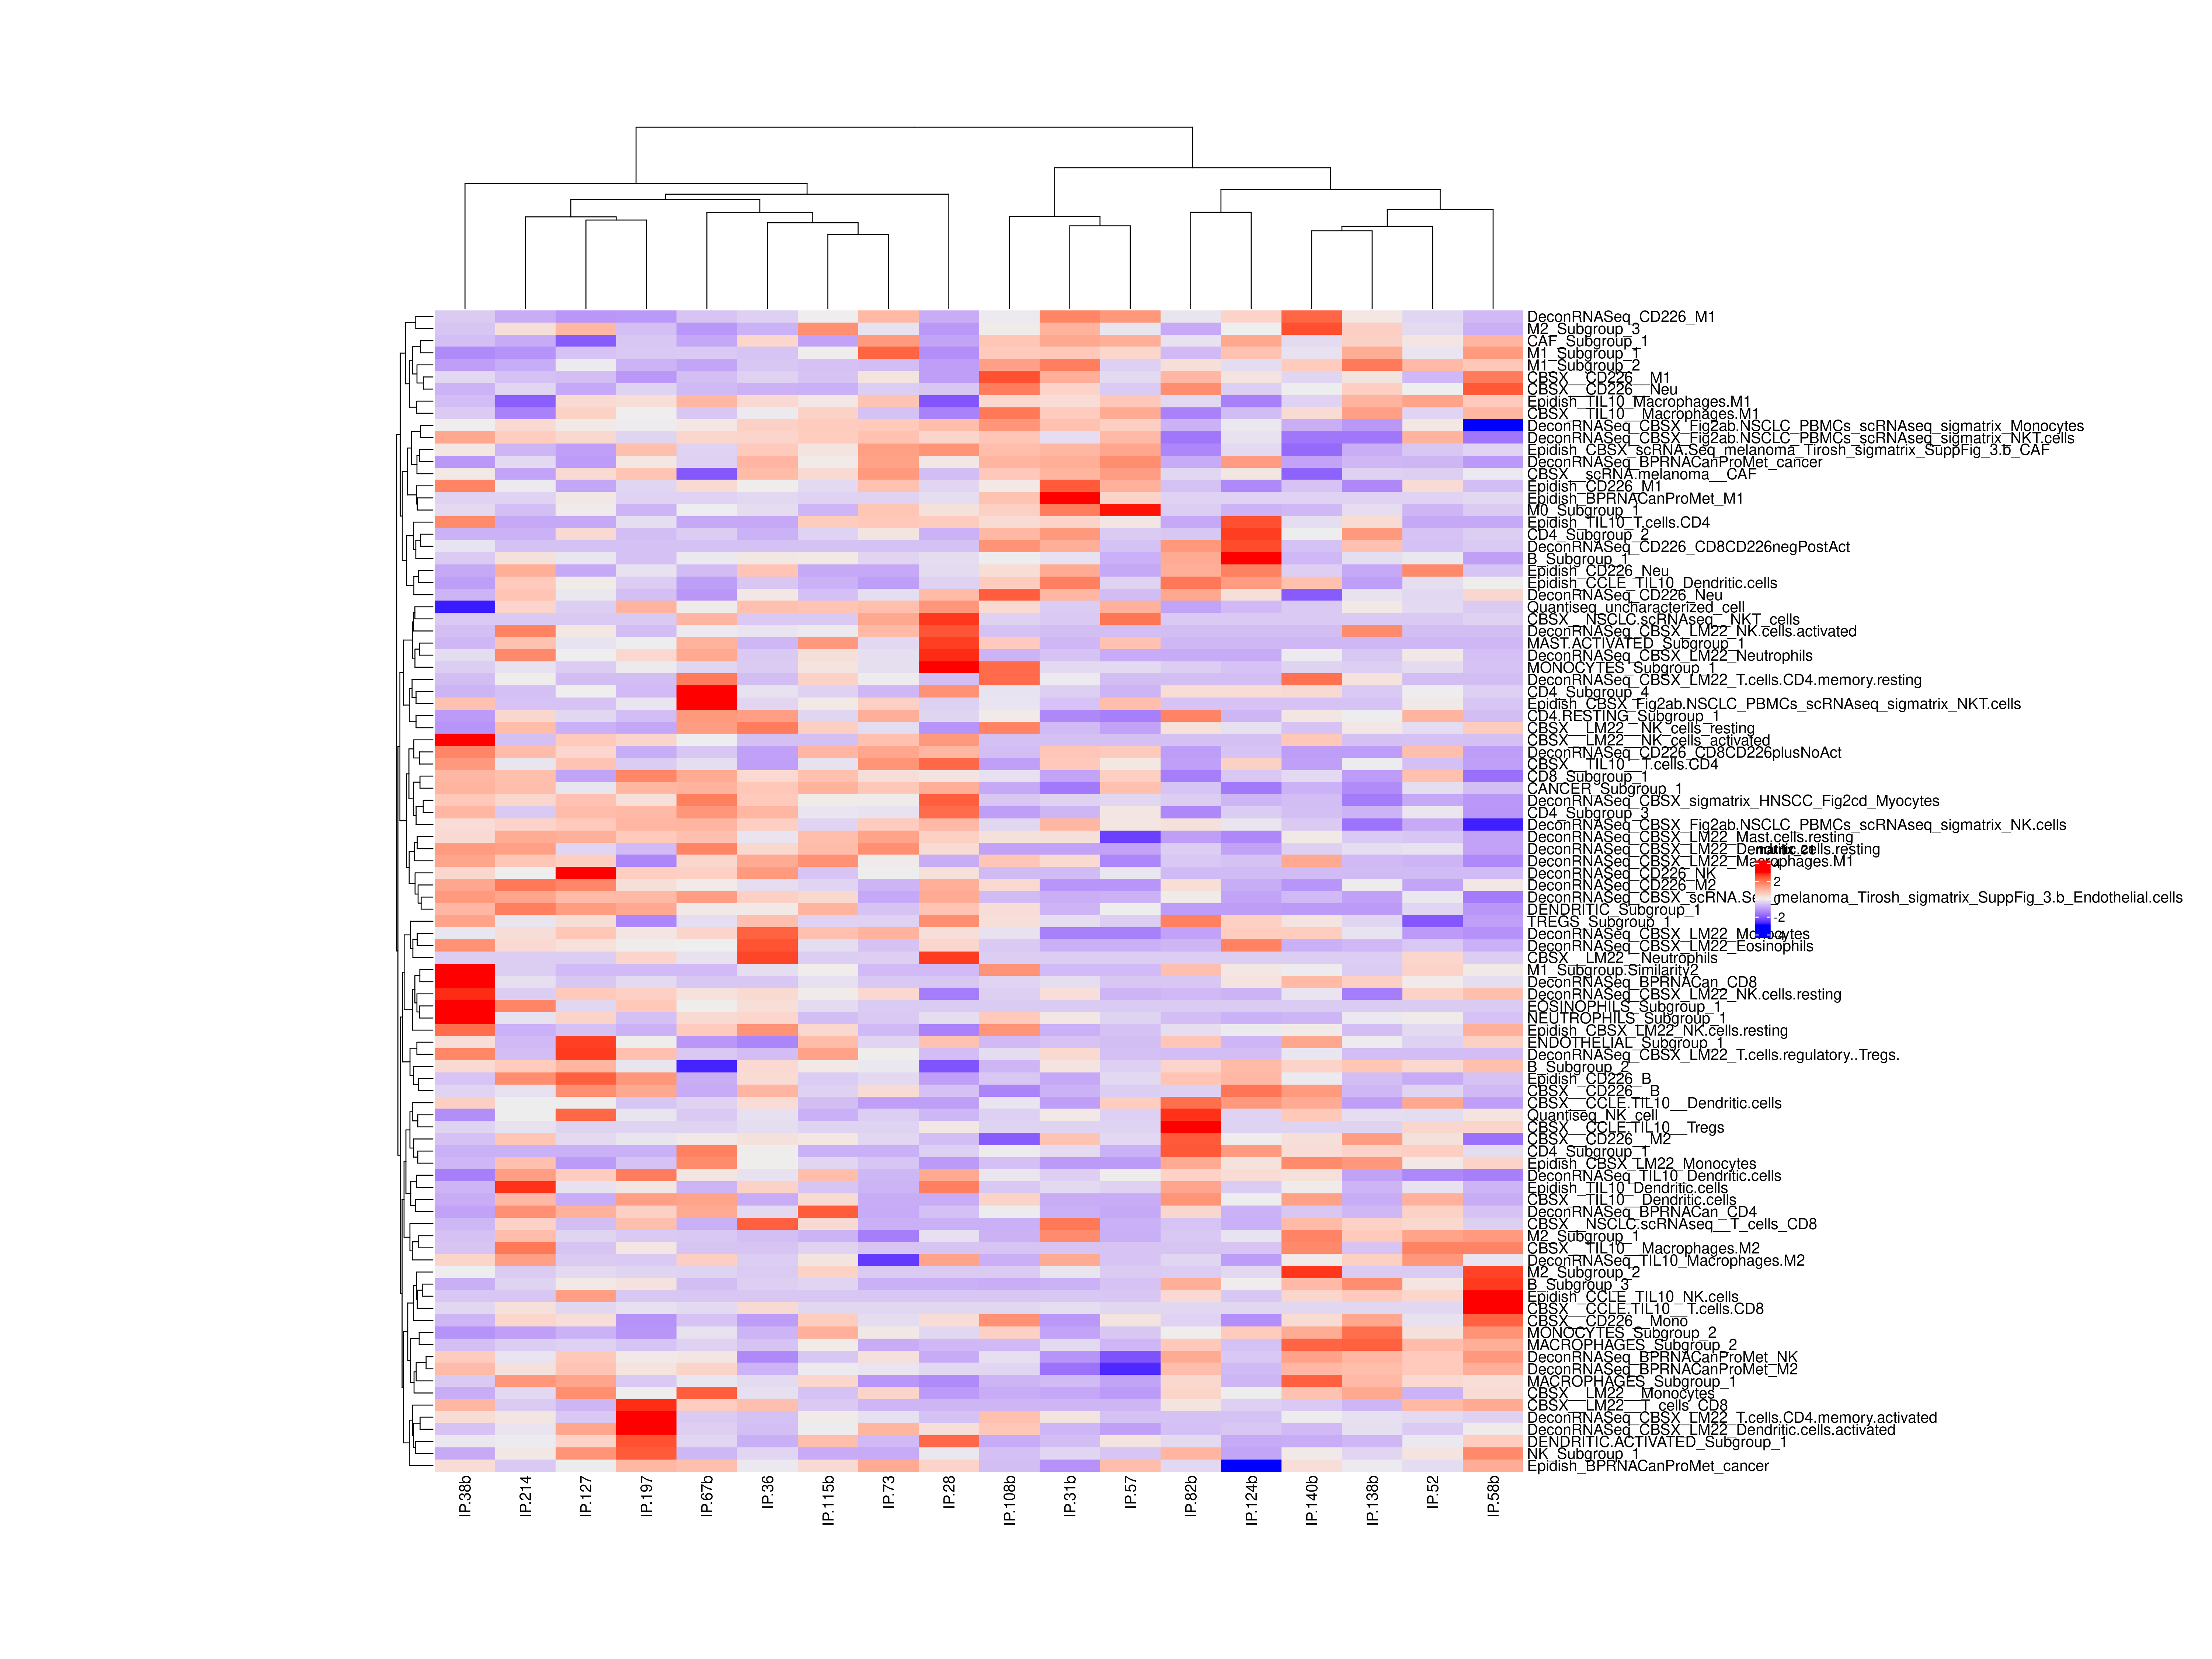 DeconRNASeq_CD226_M1
M2_Subgroup_3
CAF_Subgroup_1
M1_Subgroup_1
M1_Subgroup_2
CBSX__CD226__M1
CBSX__CD226__Neu
Epidish_TIL10_Macrophages.M1
CBSX__TIL10__Macrophages.M1
DeconRNASeq_CBSX_Fig2ab.NSCLC_PBMCs_scRNAseq_sigmatrix_Monocytes
DeconRNASeq_CBSX_Fig2ab.NSCLC_PBMCs_scRNAseq_sigmatrix_NKT.cells
Epidish_CBSX_scRNA.Seq_melanoma_Tirosh_sigmatrix_SuppFig_3.b_CAF
DeconRNASeq_BPRNACanProMet_cancer
CBSX__scRNA.melanoma__CAF
Epidish_CD226_M1
Epidish_BPRNACanProMet_M1
M0_Subgroup_1
Epidish_TIL10_T.cells.CD4
CD4_Subgroup_2
DeconRNASeq_CD226_CD8CD226negPostAct
B_Subgroup_1
Epidish_CD226_Neu
Epidish_CCLE_TIL10_Dendritic.cells
DeconRNASeq_CD226_Neu
Quantiseq_uncharacterized_cell
CBSX__NSCLC.scRNAseq__NKT_cells
DeconRNASeq_CBSX_LM22_NK.cells.activated
MAST.ACTIVATED_Subgroup_1
DeconRNASeq_CBSX_LM22_Neutrophils
MONOCYTES_Subgroup_1
DeconRNASeq_CBSX_LM22_T.cells.CD4.memory.resting
CD4_Subgroup_4
Epidish_CBSX_Fig2ab.NSCLC_PBMCs_scRNAseq_sigmatrix_NKT.cells
CD4.RESTING_Subgroup_1
CBSX__LM22__NK_cells_resting
CBSX__LM22__NK_cells_activated
DeconRNASeq_CD226_CD8CD226plusNoAct
CBSX__TIL10__T.cells.CD4
CD8_Subgroup_1
CANCER_Subgroup_1
DeconRNASeq_CBSX_sigmatrix_HNSCC_Fig2cd_Myocytes
CD4_Subgroup_3
DeconRNASeq_CBSX_Fig2ab.NSCLC_PBMCs_scRNAseq_sigmatrix_NK.cells
DeconRNASeq_CBSX_LM22_Mast.cells.resting
DeconRNASeq_CBSX_LM22_Dendritic.cells.resting
DeconRNASeq_CBSX_LM22_Macrophages.M1
DeconRNASeq_CD226_NK
DeconRNASeq_CD226_M2
DeconRNASeq_CBSX_scRNA.Seq_melanoma_Tirosh_sigmatrix_SuppFig_3.b_Endothelial.cells
DENDRITIC_Subgroup_1
TREGS_Subgroup_1
DeconRNASeq_CBSX_LM22_Monocytes
DeconRNASeq_CBSX_LM22_Eosinophils
CBSX__LM22__Neutrophils
M1_Subgroup.Similarity2
DeconRNASeq_BPRNACan_CD8
DeconRNASeq_CBSX_LM22_NK.cells.resting
EOSINOPHILS_Subgroup_1
NEUTROPHILS_Subgroup_1
Epidish_CBSX_LM22_NK.cells.resting
ENDOTHELIAL_Subgroup_1
DeconRNASeq_CBSX_LM22_T.cells.regulatory..Tregs.
B_Subgroup_2
Epidish_CD226_B
CBSX__CD226__B
CBSX__CCLE.TIL10__Dendritic.cells
Quantiseq_NK_cell
CBSX__CCLE.TIL10__Tregs
CBSX__CD226__M2
CD4_Subgroup_1
Epidish_CBSX_LM22_Monocytes
DeconRNASeq_TIL10_Dendritic.cells
Epidish_TIL10_Dendritic.cells
CBSX__TIL10__Dendritic.cells
DeconRNASeq_BPRNACan_CD4
CBSX__NSCLC.scRNAseq__T_cells_CD8
M2_Subgroup_1
CBSX__TIL10__Macrophages.M2
DeconRNASeq_TIL10_Macrophages.M2
M2_Subgroup_2
B_Subgroup_3
Epidish_CCLE_TIL10_NK.cells
CBSX__CCLE.TIL10__T.cells.CD8
CBSX__CD226__Mono
MONOCYTES_Subgroup_2
MACROPHAGES_Subgroup_2
DeconRNASeq_BPRNACanProMet_NK
DeconRNASeq_BPRNACanProMet_M2
MACROPHAGES_Subgroup_1
CBSX__LM22__Monocytes
CBSX__LM22__T_cells_CD8
DeconRNASeq_CBSX_LM22_T.cells.CD4.memory.activated
DeconRNASeq_CBSX_LM22_Dendritic.cells.activated
DENDRITIC.ACTIVATED_Subgroup_1
NK_Subgroup_1
Epidish_BPRNACanProMet_cancer
matrix_21
4
2
0
-2
-4
IP.38b
IP.214
IP.127
IP.197
IP.67b
IP.36
IP.115b
IP.73
IP.28
IP.108b
IP.31b
IP.57
IP.82b
IP.124b
IP.140b
IP.138b
IP.52
IP.58b